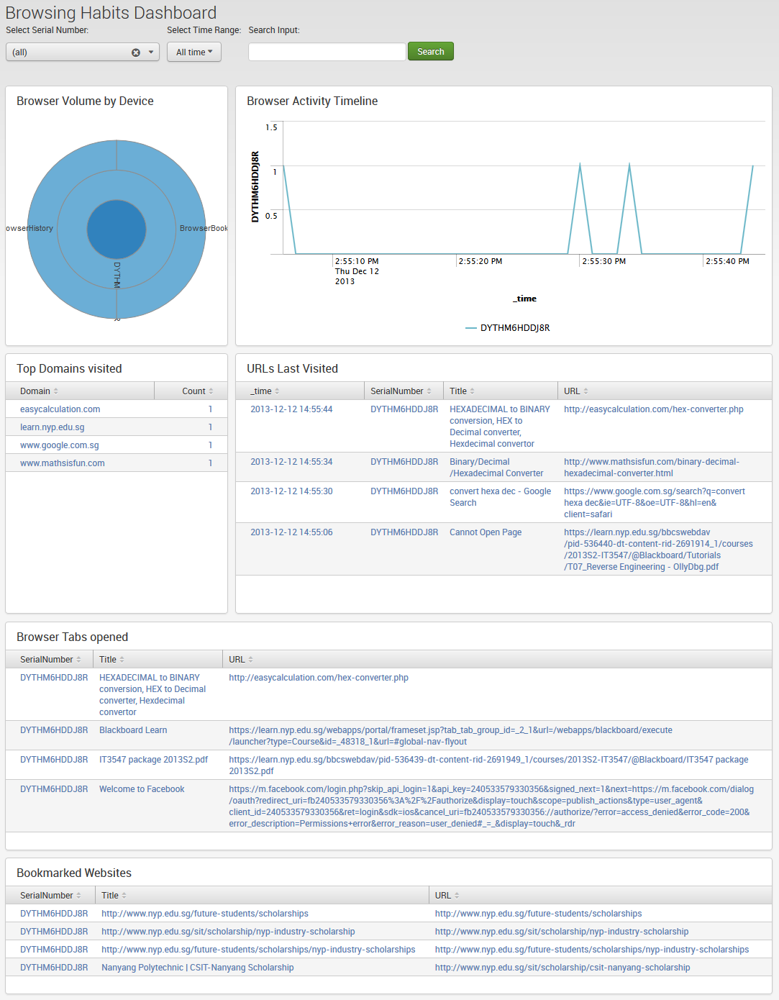 Browsing Habits Dashboard
Select Serial Number:
Select Time Range:
Search Input:
(all)
All time
Search
Browser Volume by Device
owserHistory
BrowserBook
DYTHM
R
Browser Activity Timeline
1.5
1
0.5
DYTHM6HDDJ8R
2:55:10 PM
Thu Dec 12
2013
2:55:20 PM
2:55:30 PM
2:55:40 PM
_time
DYTHM6HDDJ8R
Top Domains visited
Domain Count
easycalculation.com 1
learn.nyp.edu.sg 1
www.google.com.sg 1
www.mathsisfun.com 1
URLs Last Visited
_time SerialNumber Title URL
2013-12-12 14:55:44 DYTHM6HDDJ8R HEXADECIMAL to BINARY http://easycalculation.com/hex-converter.php
conversion, HEX to
Decimal converter,
Hexdecimal convertor
2013-12-12 14:55:34 DYTHM6HDDJ8R Binary/Decimal http://www.mathsisfun.com/binary-decimal-
/Hexadecimal Converter hexadecimal-converter.html
2013-12-12 14:55:30 DYTHM6HDDJ8R convert hexa dec - Google https://www.google.com.sg/search?q=convert
Search hexa dec&ie=UTF-8&oe=UTF-8&hl=en&
client=safari
2013-12-12 14:55:06 DYTHM6HDDJ8R Cannot Open Page https://learn.nyp.edu.sg/bbcswebdav
/pid-536440-dt-content-rid-2691914_1/courses
/2013S2-IT3547/@Blackboard/Tutorials
/T07_Reverse Engineering - OllyDbg.pdf
Browser Tabs opened
SerialNumber Title URL
DYTHM6HDDJ8R HEXADECIMAL to BINARY http://easycalculation.com/hex-converter.php
conversion, HEX to Decimal
converter, Hexdecimal
convertor
DYTHM6HDDJ8R Blackboard Learn https://learn.nyp.edu.sg/webapps/portal/frameset.jsp?tab_tab_group_id=_2_1&url=/webapps/blackboard/execute
/launcher?type=Course&id=_48318_1&url=#global-nav-flyout
DYTHM6HDDJ8R IT3547 package 2013S2.pdf https://learn.nyp.edu.sg/bbcswebdav/pid-536439-dt-content-rid-2691949_1/courses/2013S2-IT3547/@Blackboard/IT3547 package
2013S2.pdf
DYTHM6HDDJ8R Welcome to Facebook https://m.facebook.com/login.php?skip_api_login=1&api_key=240533579330356&signed_next=1&next=https://m.facebook.com/dialog
/oauth?redirect_uri=fb240533579330356%3A%2F%2Fauthorize&display=touch&scope=publish_actions&type=user_agent&
client_id=240533579330356&ret=login&sdk=ios&cancel_uri=fb240533579330356://authorize/?error=access_denied&error_code=200&
error_description=Permissions+error&error_reason=user_denied#_=_&display=touch&_rdr
Bookmarked Websites
SerialNumber Title URL
DYTHM6HDDJ8R http://www.nyp.edu.sg/future-students/scholarships http://www.nyp.edu.sg/future-students/scholarships
DYTHM6HDDJ8R http://www.nyp.edu.sg/sit/scholarship/nyp-industry-scholarship http://www.nyp.edu.sg/sit/scholarship/nyp-industry-scholarship
DYTHM6HDDJ8R http://www.nyp.edu.sg/future-students/scholarships/nyp-industry-scholarships http://www.nyp.edu.sg/future-students/scholarships/nyp-industry-scholarships
DYTHM6HDDJ8R Nanyang Polytechnic | CSIT-Nanyang Scholarship http://www.nyp.edu.sg/sit/scholarship/csit-nanyang-scholarship